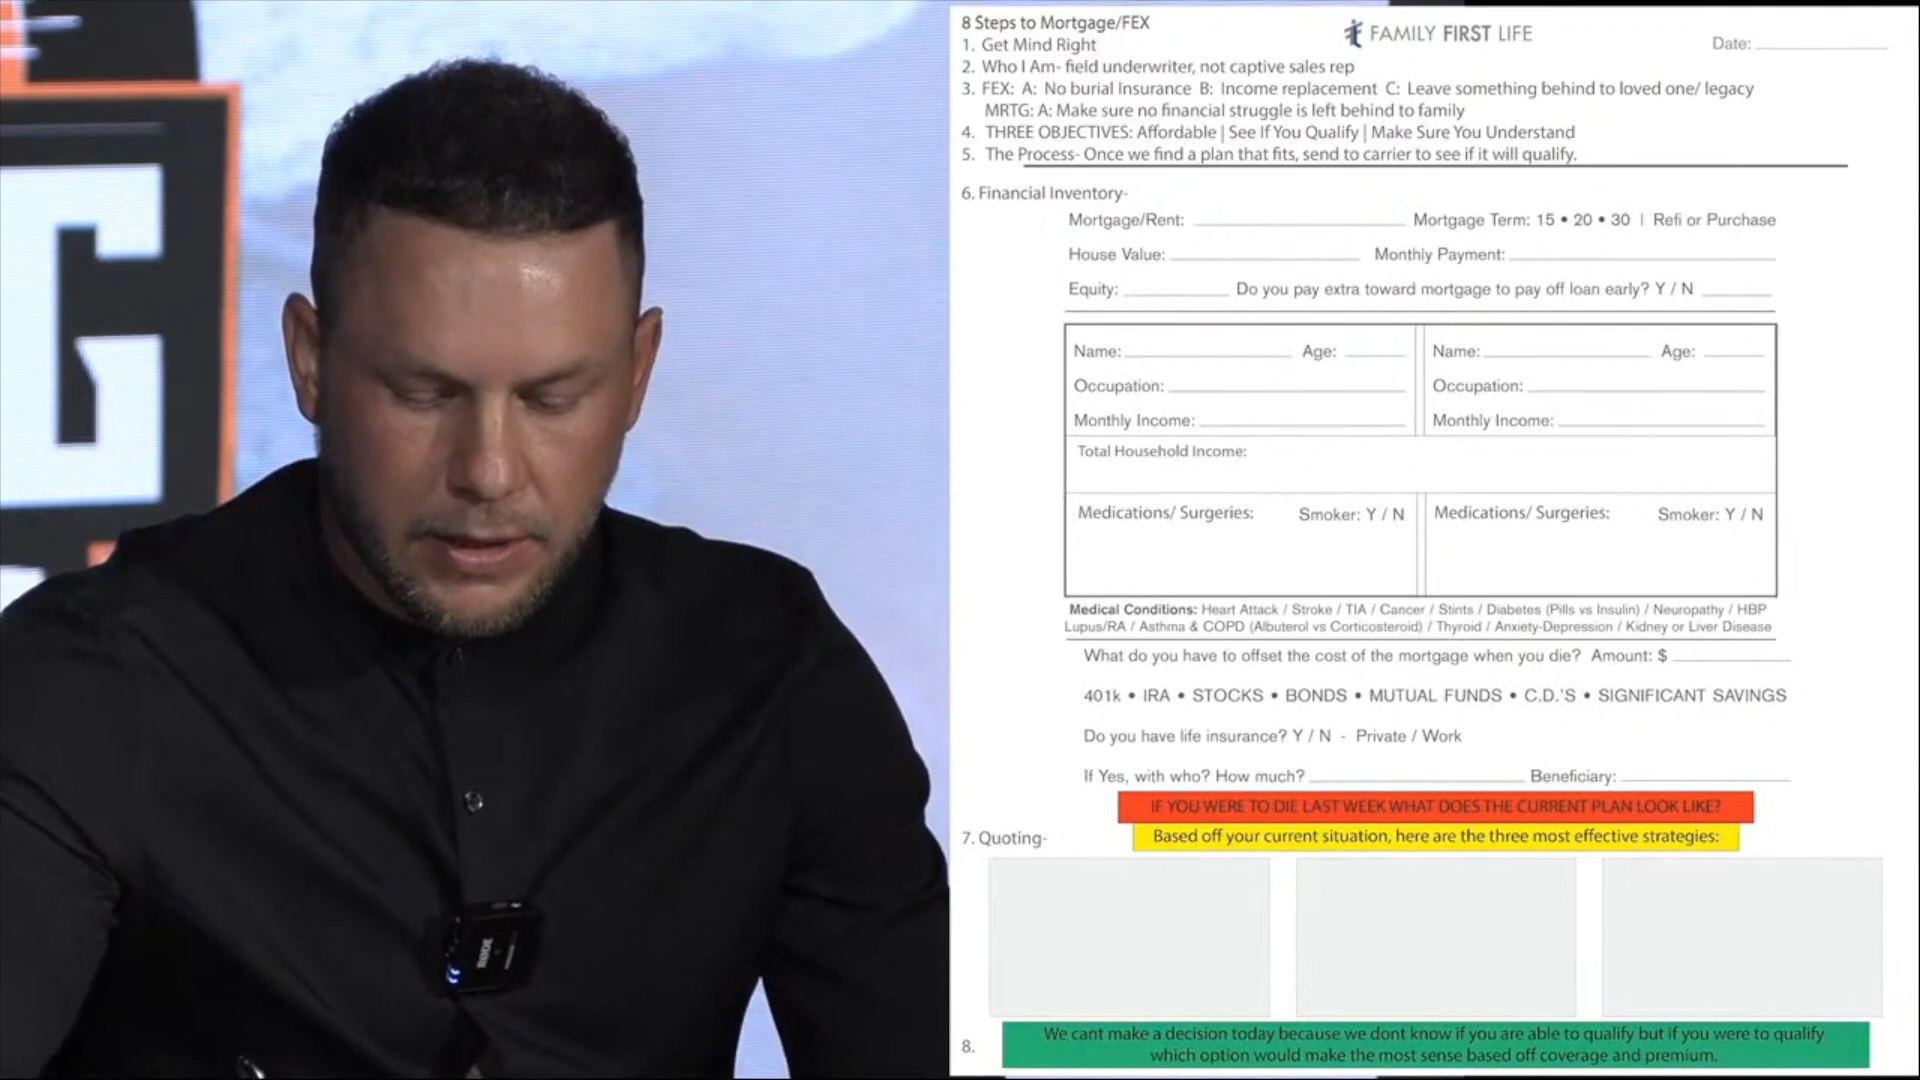 8 Steps to Mortgage/FEX
FAMILY FIRST LIFE
Date:
1. Get Mind Right
2. Who I Am- field underwriter, not captive sales rep
3. FEX: A: No burial Insurance B: Income replacement C: Leave something behind to loved one/ legacy
MRTG: A: Make sure no financial struggle is left behind to family
4. THREE OBJECTIVES: Affordable | See If You Qualify | Make Sure You Understand
5. The Process- Once we find a plan that fits, send to carrier to see if it will qualify.
6. Financial Inventory-
Mortgage/Rent: Mortgage Term: 15 • 20 • 30 | Refi or Purchase
House Value: Monthly Payment:
Equity: Do you pay extra toward mortgage to pay off loan early? Y / N
Name: Age: Name: Age:
Occupation: Occupation:
Monthly Income: Monthly Income:
Total Household Income:
Medications/ Surgeries: Smoker: Y / N Medications/ Surgeries: Smoker: Y / N
Medical Conditions: Heart Attack / Stroke / TIA / Cancer / Stints / Diabetes (Pills vs Insulin) / Neuropathy / HBP
Lupus/RA / Asthma & COPD (Albuterol vs Corticosteroid) / Thyroid / Anxiety-Depression / Kidney or Liver Disease
What do you have to offset the cost of the mortgage when you die? Amount: $
401k • IRA • STOCKS • BONDS • MUTUAL FUNDS • C.D.'S • SIGNIFICANT SAVINGS
Do you have life insurance? Y / N - Private / Work
If Yes, with who? How much? Beneficiary:
IF YOU WERE TO DIE LAST WEEK WHAT DOES THE CURRENT PLAN LOOK LIKE?
7. Quoting-
Based off your current situation, here are the three most effective strategies:
8.
We cant make a decision today because we dont know if you are able to qualify but if you were to qualify
which option would make the most sense based off coverage and premium.
G
RODE